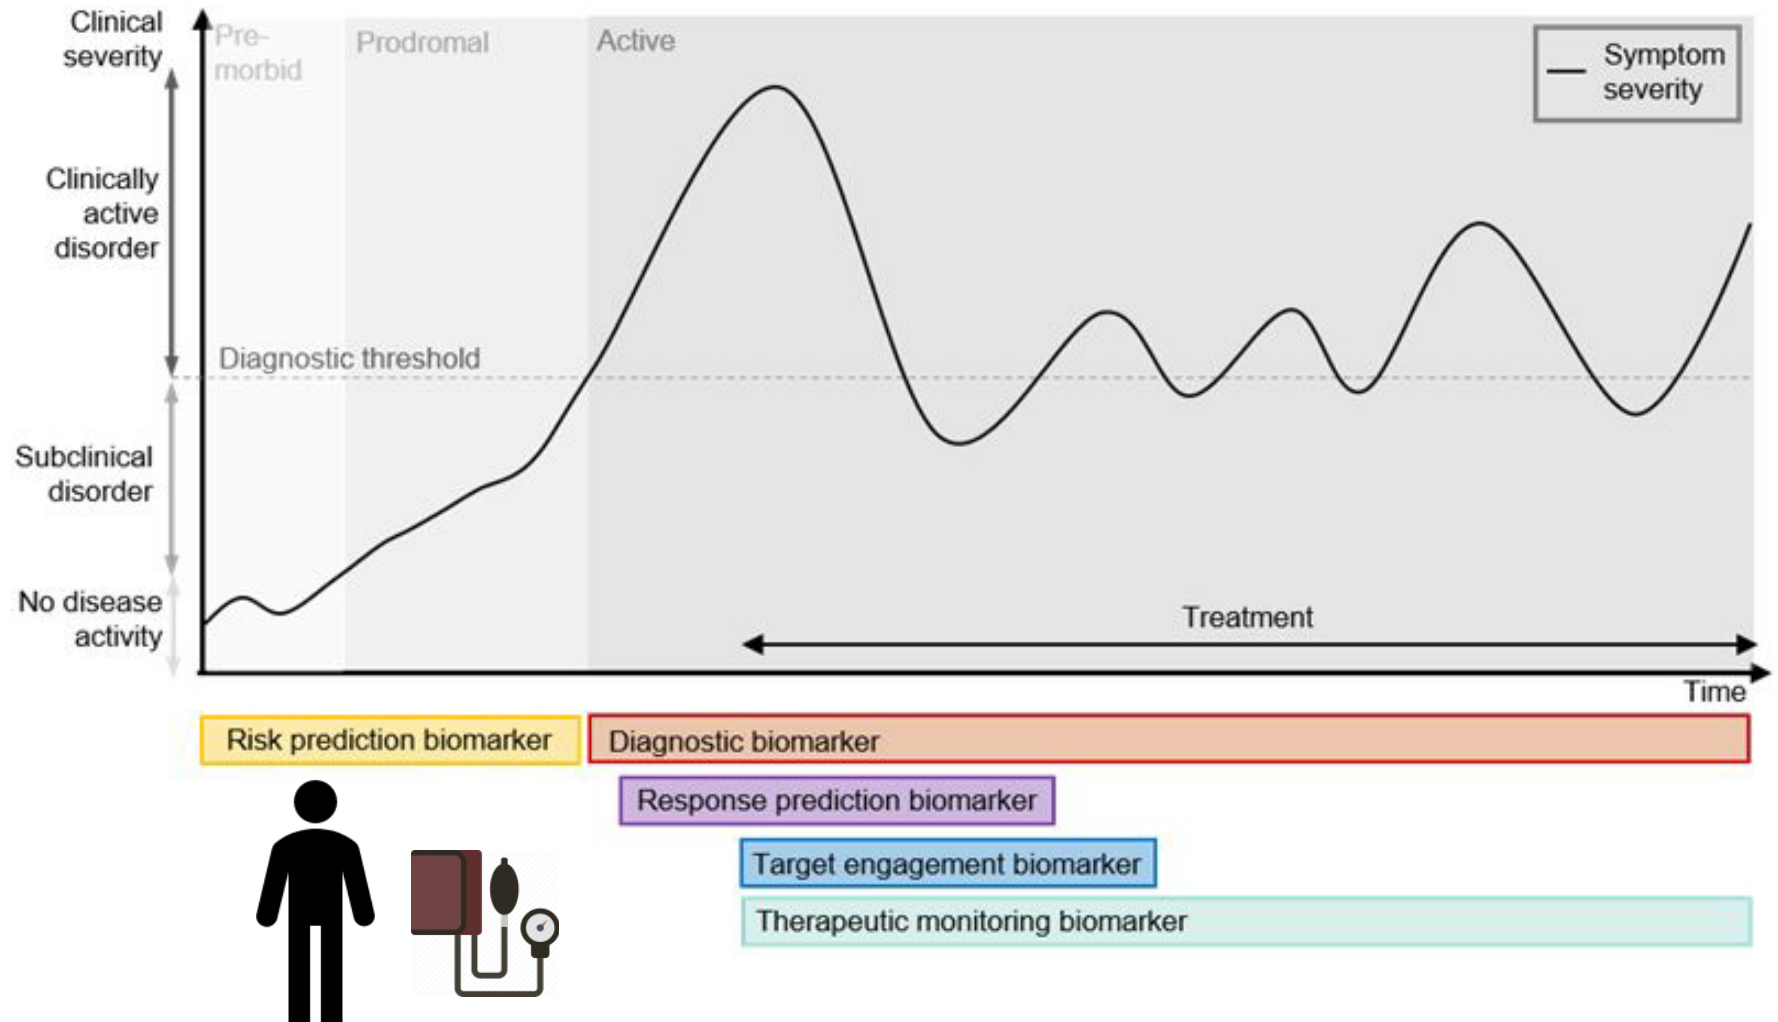 Clinical
severity
Pre-
morbid
Prodromal
Active
Symptom
severity
Clinically
active
disorder
Diagnostic threshold
Subclinical
disorder
No disease
activity
Treatment
Time
Risk prediction biomarker
Diagnostic biomarker
Response prediction biomarker
Target engagement biomarker
Therapeutic monitoring biomarker